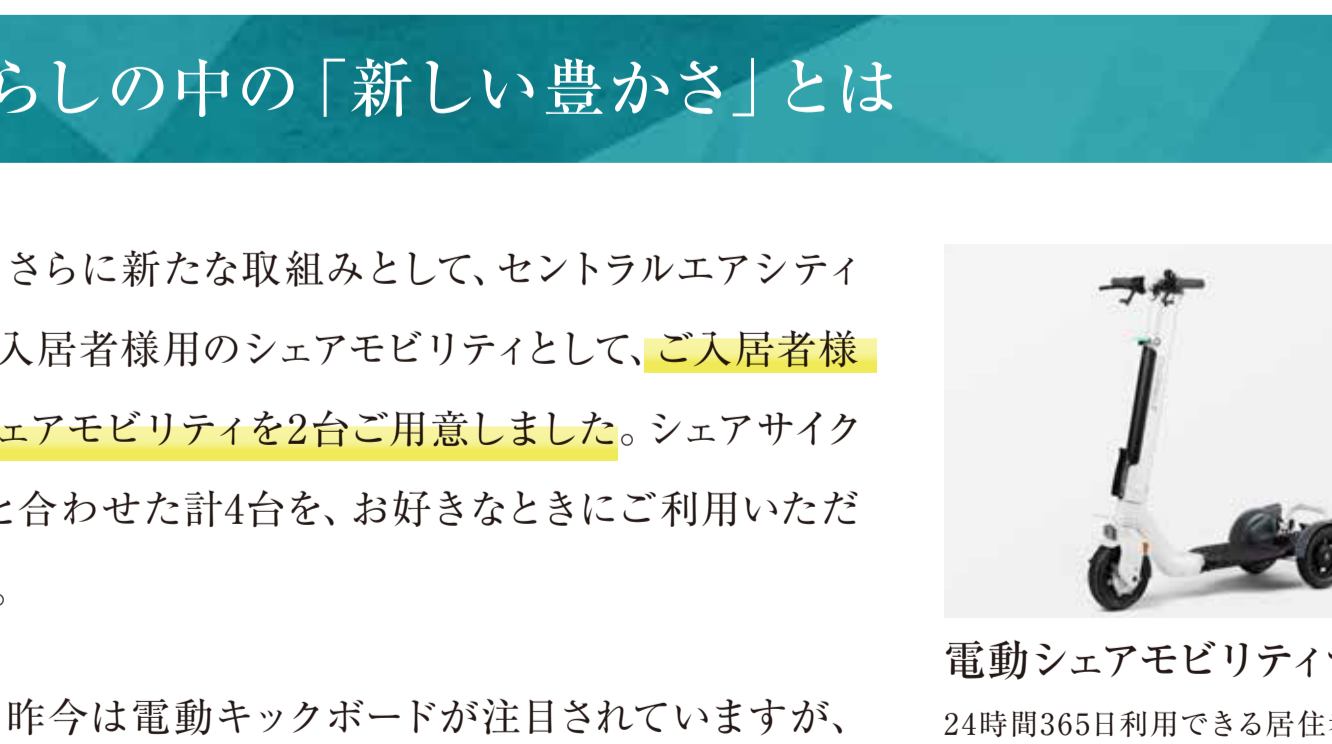 らしの中の「新しい豊かさ」とは
さらに新たな取組みとして、セントラルエアシティ
入居者様用のシェアモビリティとして、ご入居者様
ェアモビリティを2台ご用意しました。シェアサイク
と合わせた計4台を、お好きなときにご利用いただ
。
昨今は電動キックボードが注目されていますが、
電動シェアモビリティ
24時間365日利用できる居住